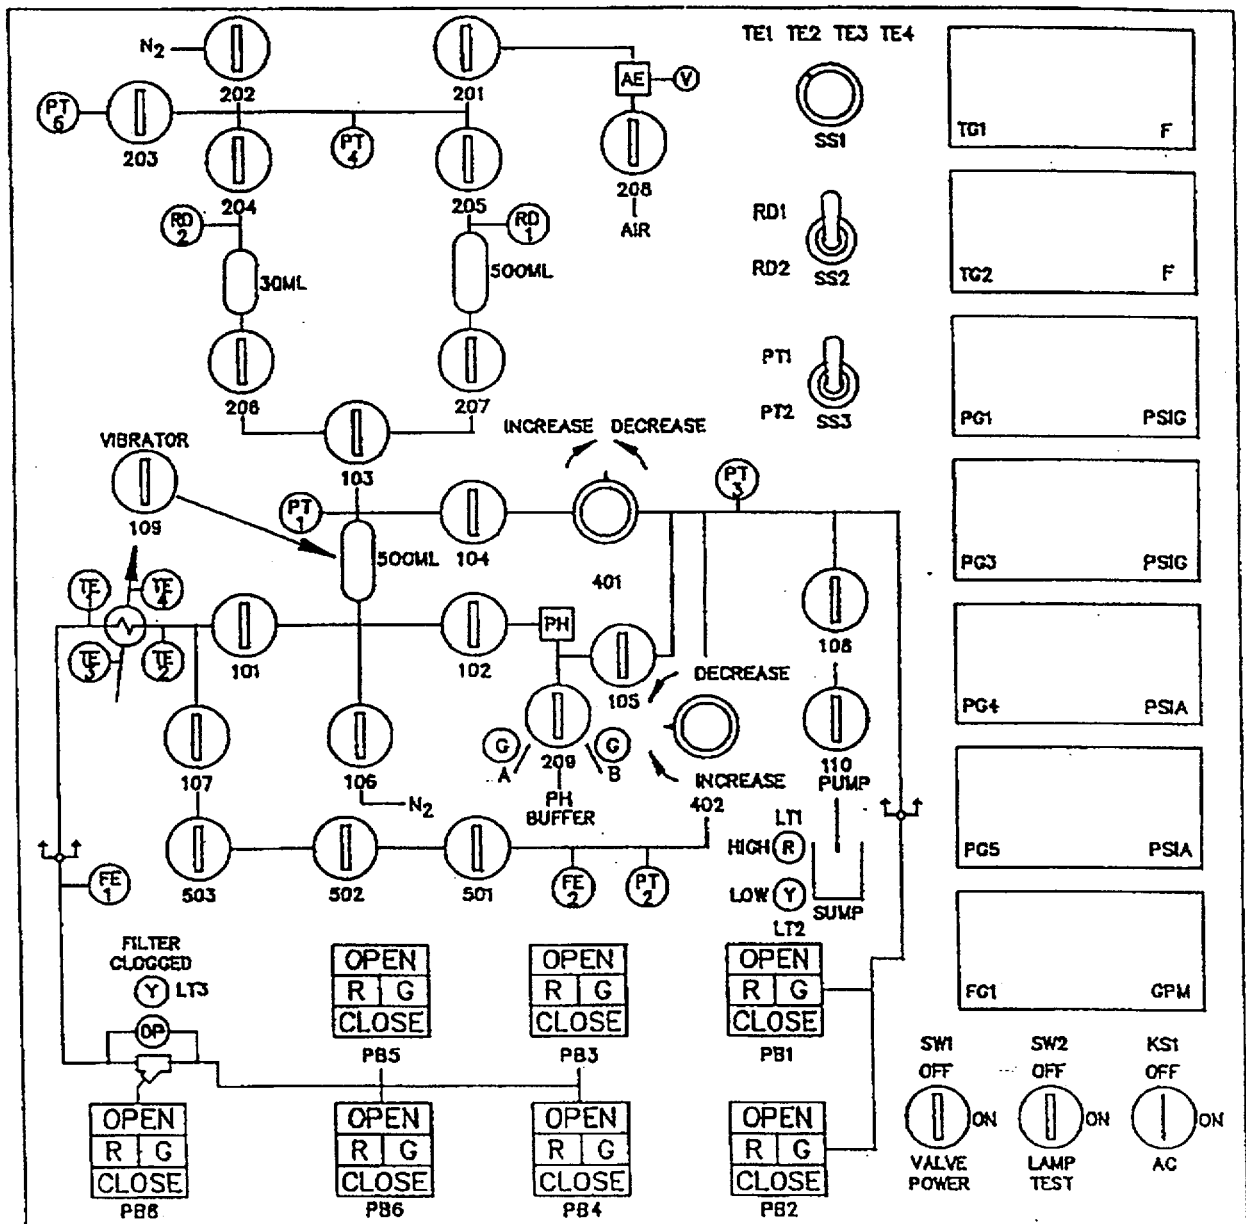 TE1 TE2 TE3 TE4
N2
202
201
AE
V
PT
5
203
PT
4
204
205
208
AIR
SS1
TG1 F
RD
2
RD
1
30ML
500ML
RD1
RD2
SS2
TG2 F
206
207
PT1
PT2
SS3
PG1 PSIG
VIBRATOR
109
103
INCREASE DECREASE
PT
1
104
401
PT
3
500ML
PG3 PSIG
TE
1
TE
4
TE
3
TE
2
101
102
PH
105
108
DECREASE
PG4 PSIA
107
106
N2
G
A
209
G
B
PH
BUFFER
INCREASE
402
110
PUMP
503
502
501
FE
2
PT
2
LT1
HIGH R
LOW Y
LT2
SUMP
PG5 PSIA
FE
1
FILTER
CLOGGED
Y LT3
DP
OPEN
R G
CLOSE
PB5
OPEN
R G
CLOSE
PB3
OPEN
R G
CLOSE
PB1
FG1 GPM
OPEN
R G
CLOSE
PB8
OPEN
R G
CLOSE
PB6
OPEN
R G
CLOSE
PB4
OPEN
R G
CLOSE
PB2
SW1
OFF
ON
VALVE
POWER
SW2
OFF
ON
LAMP
TEST
KS1
OFF
ON
AC